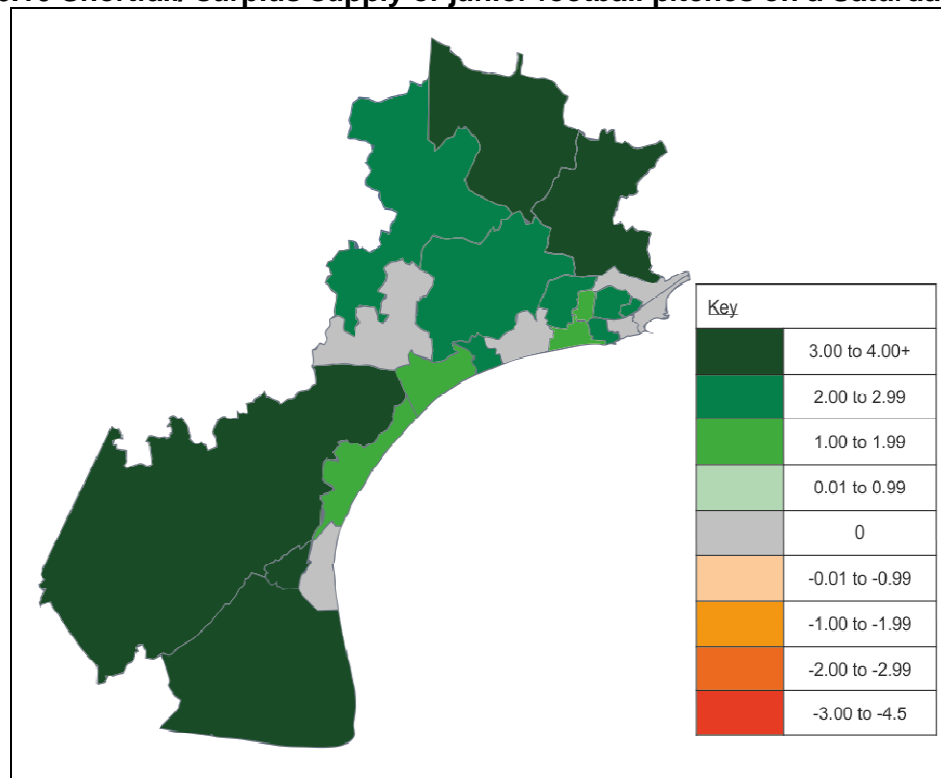 Shortfall/ Surplus supply of junior football pitches on a
Key
3.00 to 4.00+
2.00 to 2.99
1.00 to 1.99
0.01 to 0.99
0
-0.01 to -0.99
-1.00 to -1.99
-2.00 to -2.99
-3.00 to -4.5